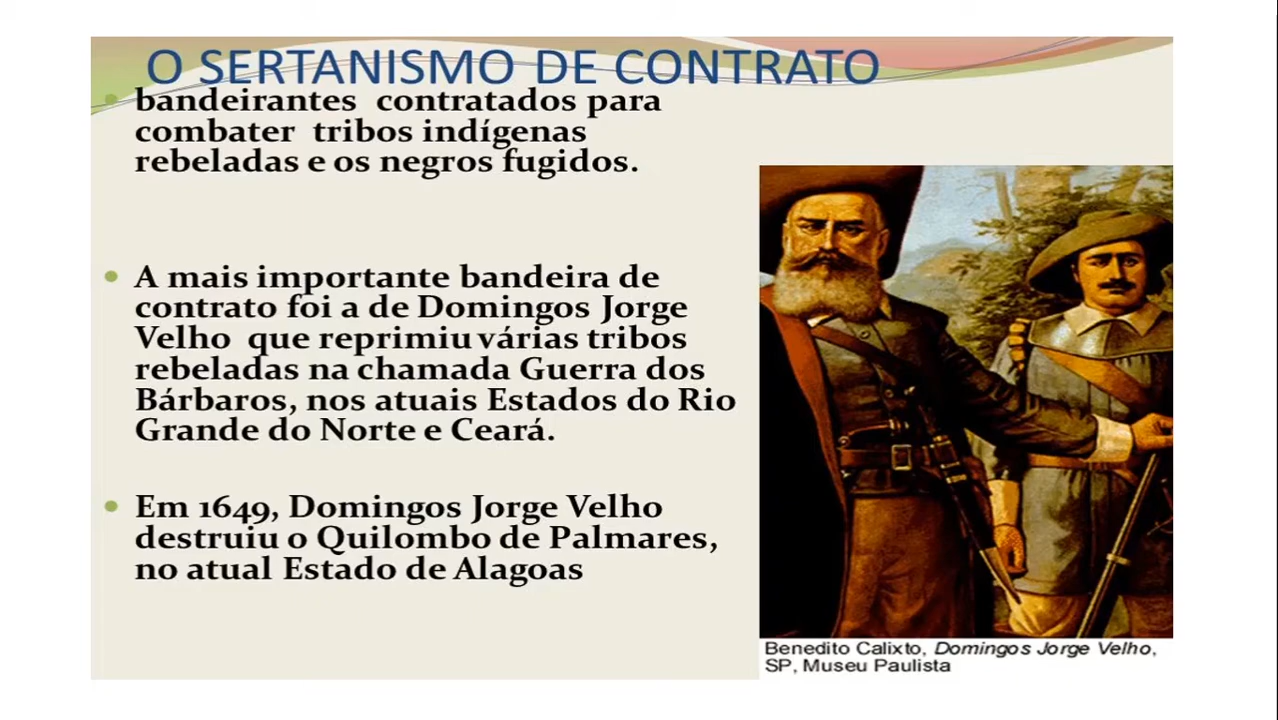 O SERTANISMO DE CONTRATO
bandeirantes contratados para
combater tribos indígenas
rebeladas e os negros fugidos.
A mais importante bandeira de
contrato foi a de Domingos Jorge
Velho que reprimiu várias tribos
rebeladas na chamada Guerra dos
Bárbaros, nos atuais Estados do Rio
Grande do Norte e Ceará.
Em 1649, Domingos Jorge Velho
destruiu o Quilombo de Palmares,
no atual Estado de Alagoas
Benedito Calixto, Domingos Jorge Velho,
SP, Museu Paulista